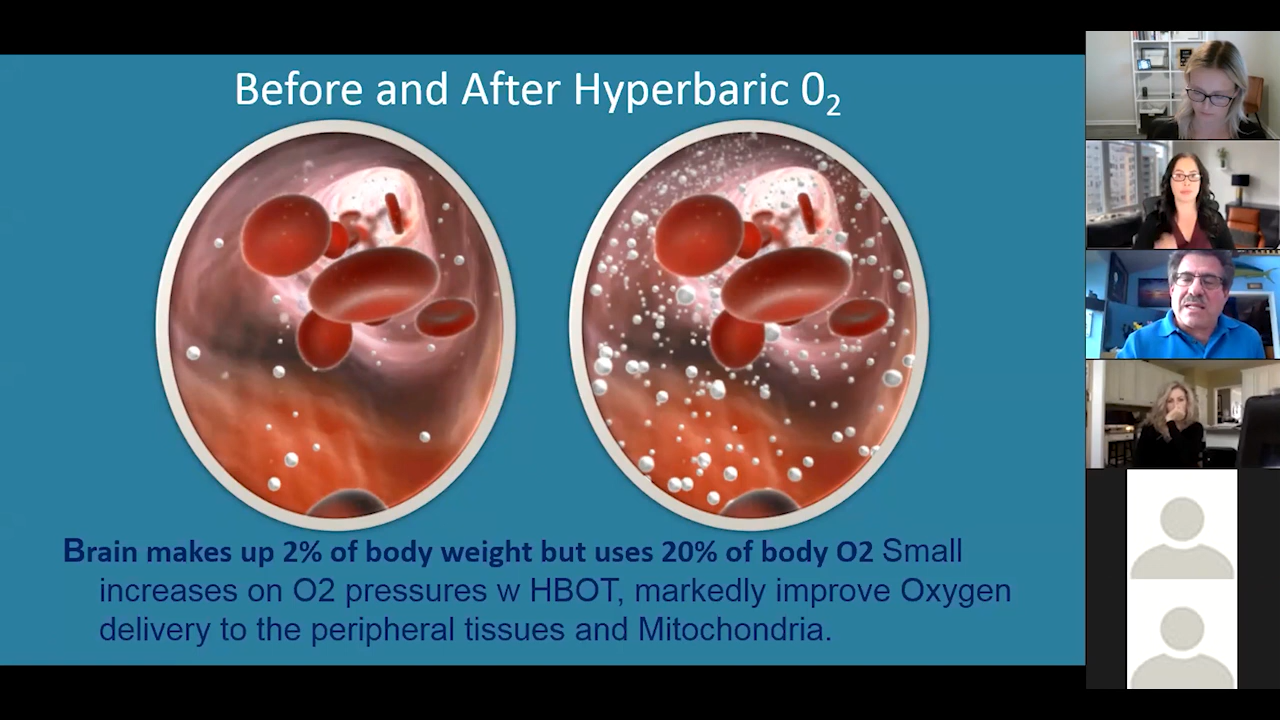 Before and After Hyperbaric 0₂
Brain makes up 2% of body weight but uses 20% of body O2 Small
increases on O2 pressures w HBOT, markedly improve Oxygen
delivery to the peripheral tissues and Mitochondria.